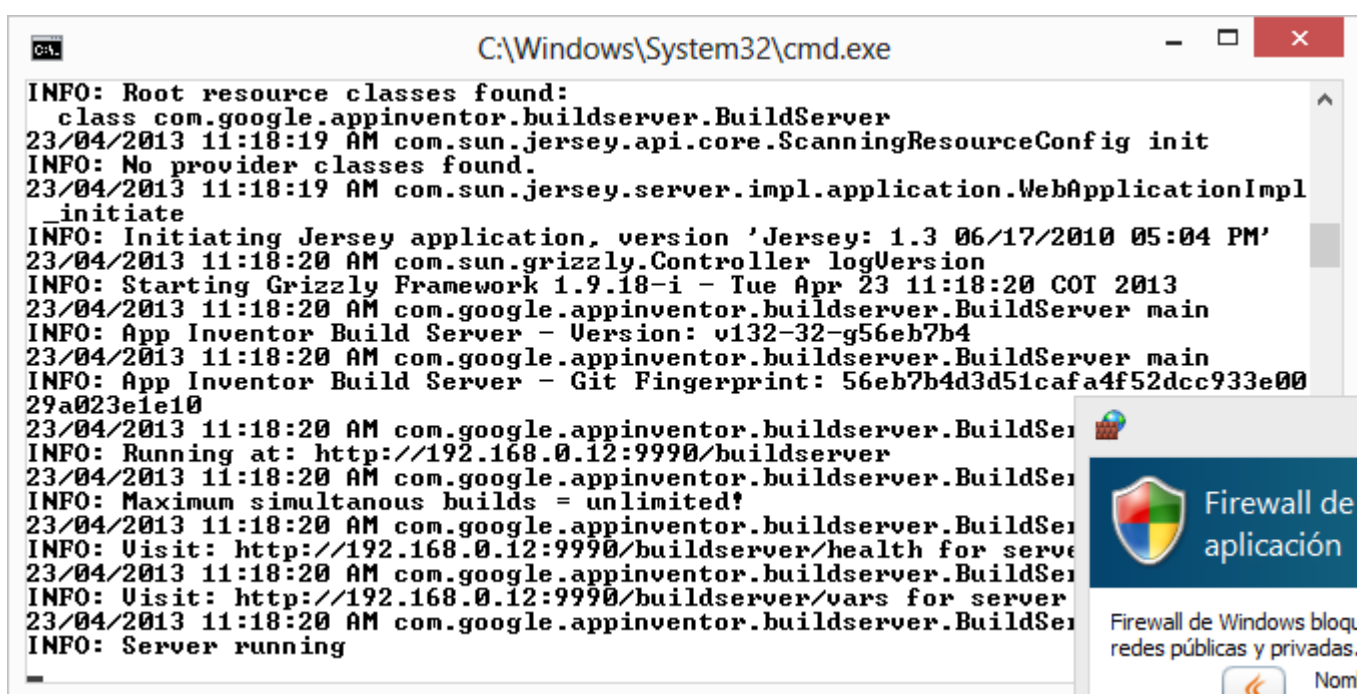 C:\Windows\System32\cmd.exe
INFO: Root resource classes found:
class com.google.appinventor.buildserver.BuildServer
23/04/2013 11:18:19 AM com.sun.jersey.api.core.ScanningResourceConfig init
INFO: No provider classes found.
23/04/2013 11:18:19 AM com.sun.jersey.server.impl.application.WebApplicationImpl
_initiate
INFO: Initiating Jersey application, version 'Jersey: 1.3 06/17/2010 05:04 PM'
23/04/2013 11:18:20 AM com.sun.grizzly.Controller logVersion
INFO: Starting Grizzly Framework 1.9.18-i - Tue Apr 23 11:18:20 COT 2013
23/04/2013 11:18:20 AM com.google.appinventor.buildserver.BuildServer main
INFO: App Inventor Build Server - Version: v132-32-g56eb7b4
23/04/2013 11:18:20 AM com.google.appinventor.buildserver.BuildServer main
INFO: App Inventor Build Server - Git Fingerprint: 56eb7b4d3d51cafa4f52dcc933e00
29a023e1e10
23/04/2013 11:18:20 AM com.google.appinventor.buildserver.BuildSer
INFO: Running at: http://192.168.0.12:9990/buildserver
23/04/2013 11:18:20 AM com.google.appinventor.buildserver.BuildSer
INFO: Maximum simultanous builds = unlimited!
23/04/2013 11:18:20 AM com.google.appinventor.buildserver.BuildSer
INFO: Visit: http://192.168.0.12:9990/buildserver/health for serve
23/04/2013 11:18:20 AM com.google.appinventor.buildserver.BuildSer
INFO: Visit: http://192.168.0.12:9990/buildserver/vars for server
23/04/2013 11:18:20 AM com.google.appinventor.buildserver.BuildSer
INFO: Server running
Firewall de
aplicación
Firewall de Windows bloqu
redes públicas y privadas.
Nom